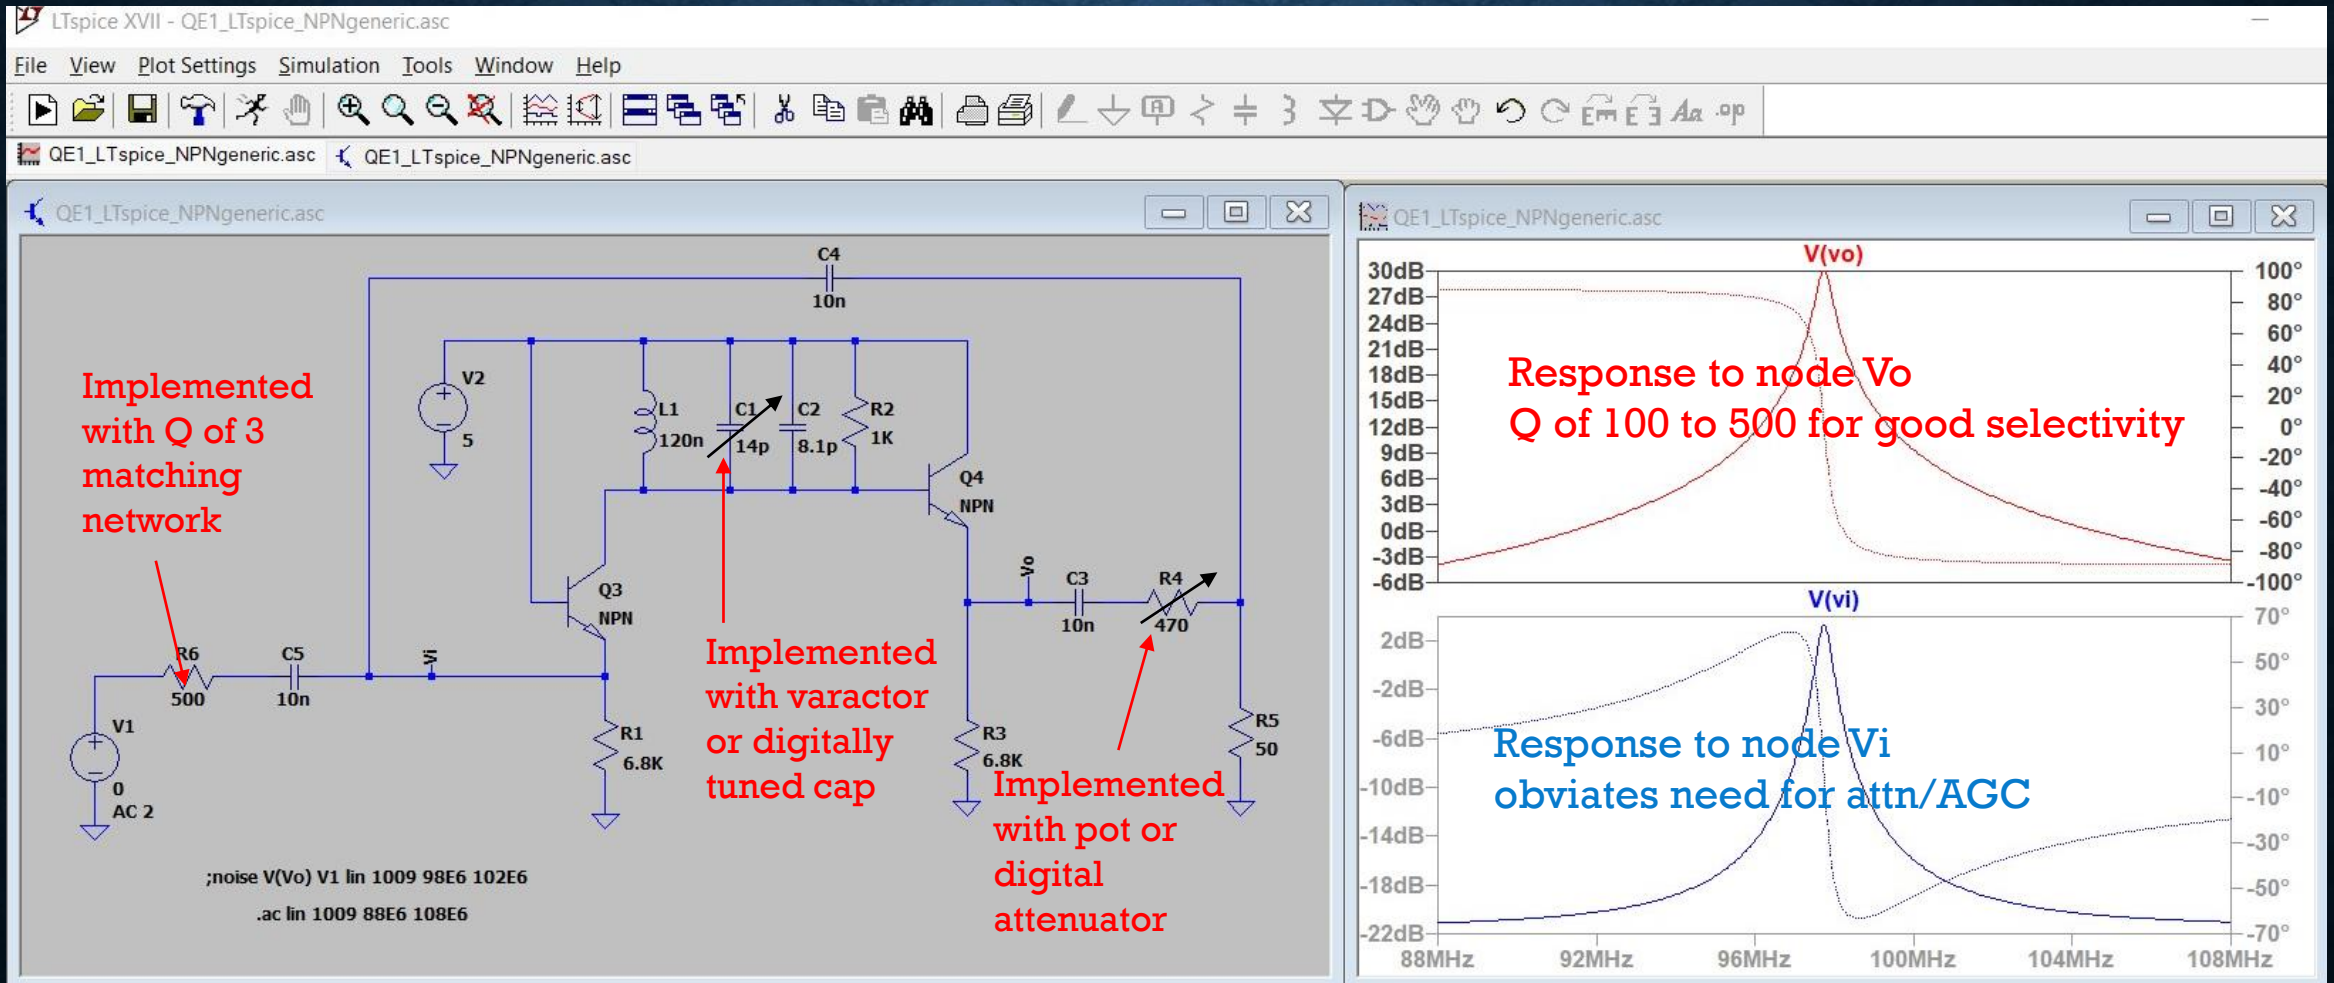 LTspice XVII - QE1_LTspice_NPNgeneric.asc
File View Plot Settings Simulation Tools Window Help
QE1_LTspice_NPNgeneric.asc QE1_LTspice_NPNgeneric.asc
QE1_LTspice_NPNgeneric.asc
C4
10n
V2
5
L1
120n
C1
14p
C2
8.1p
R2
1K
Q4
NPN
Q3
NPN
Vo
C3
10n
R4
470
R6
500
C5
10n
Vi
V1
0
AC 2
R1
6.8K
R3
6.8K
R5
50
;noise V(Vo) V1 lin 1009 98E6 102E6
.ac lin 1009 88E6 108E6
Implemented
with Q of 3
matching
network
Implemented
with varactor
or digitally
tuned cap
Implemented
with pot or
digital
attenuator
QE1_LTspice_NPNgeneric.asc
V(vo)
30dB
27dB
24dB
21dB
18dB
15dB
12dB
9dB
6dB
3dB
0dB
-3dB
-6dB
100°
80°
60°
40°
20°
0°
-20°
-40°
-60°
-80°
-100°
Response to node Vo
Q of 100 to 500 for good selectivity
V(vi)
2dB
-2dB
-6dB
-10dB
-14dB
-18dB
-22dB
70°
50°
30°
10°
-10°
-30°
-50°
-70°
Response to node Vi
obviates need for attn/AGC
88MHz 92MHz 96MHz 100MHz 104MHz 108MHz